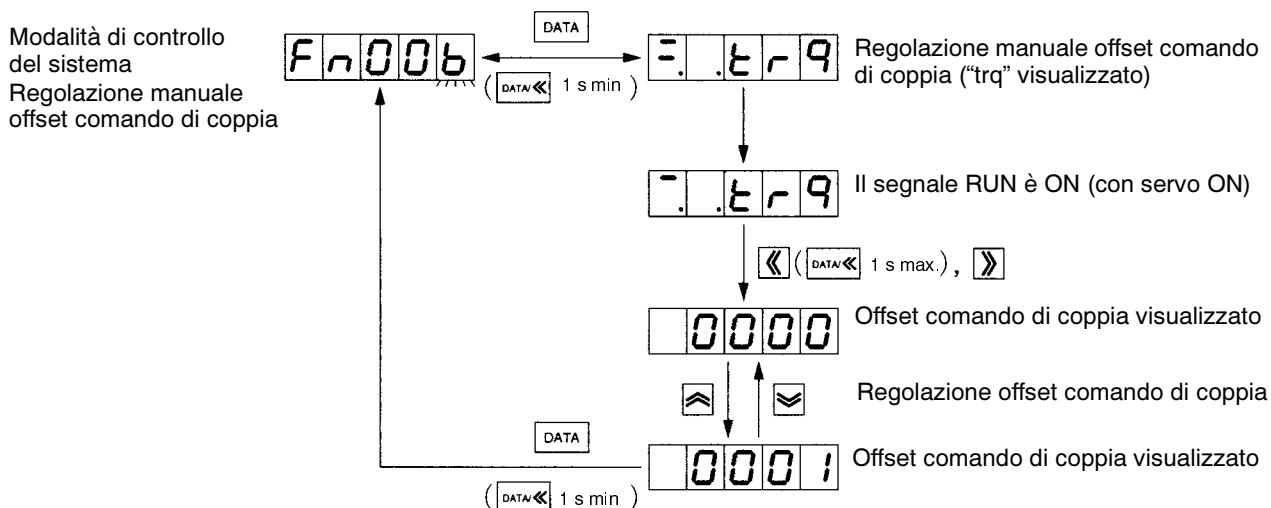 Modalità di controllo
del sistema
Regolazione manuale
offset comando di coppia
Fn00b
DATA
(DATA/≪ 1 s min)
.trq
Regolazione manuale offset comando
di coppia (“trq” visualizzato)
.trq
Il segnale RUN è ON (con servo ON)
≪ (DATA/≪ 1 s max.), ≫
0000
Offset comando di coppia visualizzato
Regolazione offset comando di coppia
DATA
(DATA/≪ 1 s min)
0001
Offset comando di coppia visualizzato